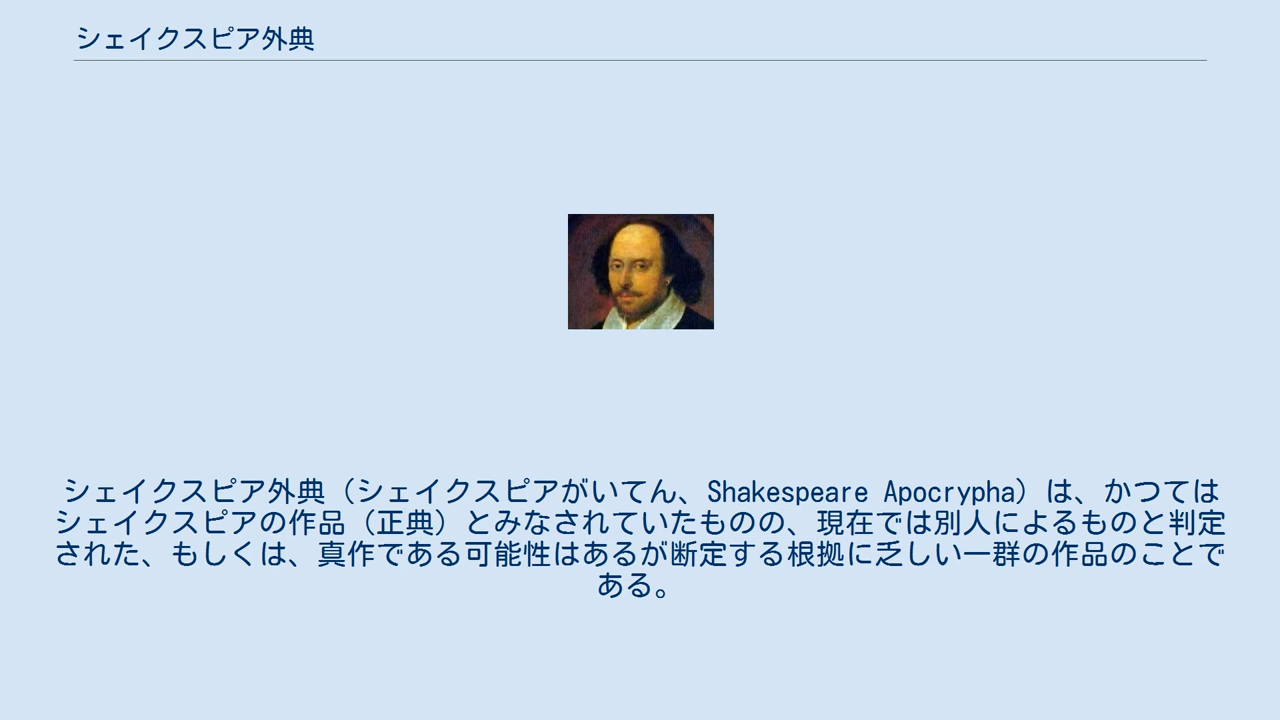 シェイクスピア外典
シェイクスピア外典（シェイクスピアがいてん、Shakespeare Apocrypha）は、かつては
シェイクスピアの作品（正典）とみなされていたものの、現在では別人によるものと判定
された、もしくは、真作である可能性はあるが断定する根拠に乏しい一群の作品のことで
ある。